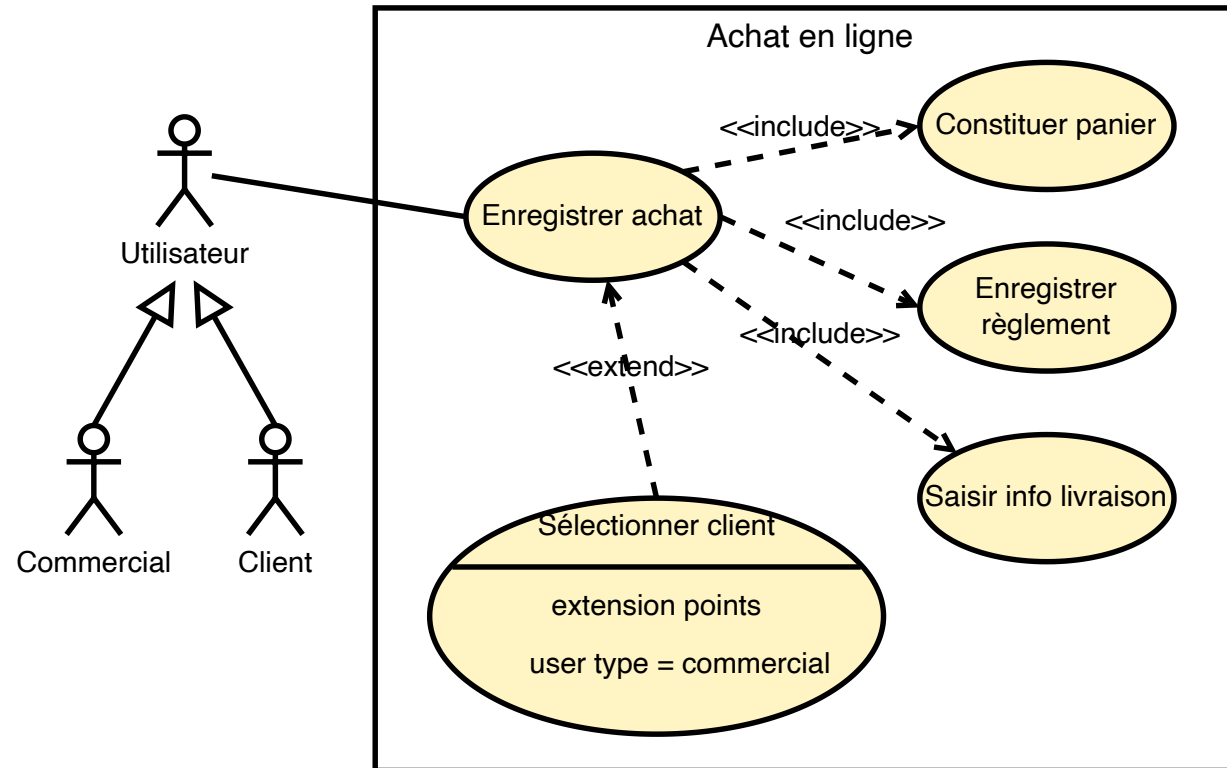 Achat en ligne
<<include>>
Constituer panier
Enregistrer achat
<<include>>
Utilisateur
Enregistrer
règlement
<<include>>
<<extend>>
Saisir info livraison
Sélectionner client
Commercial
Client
extension points
user type = commercial